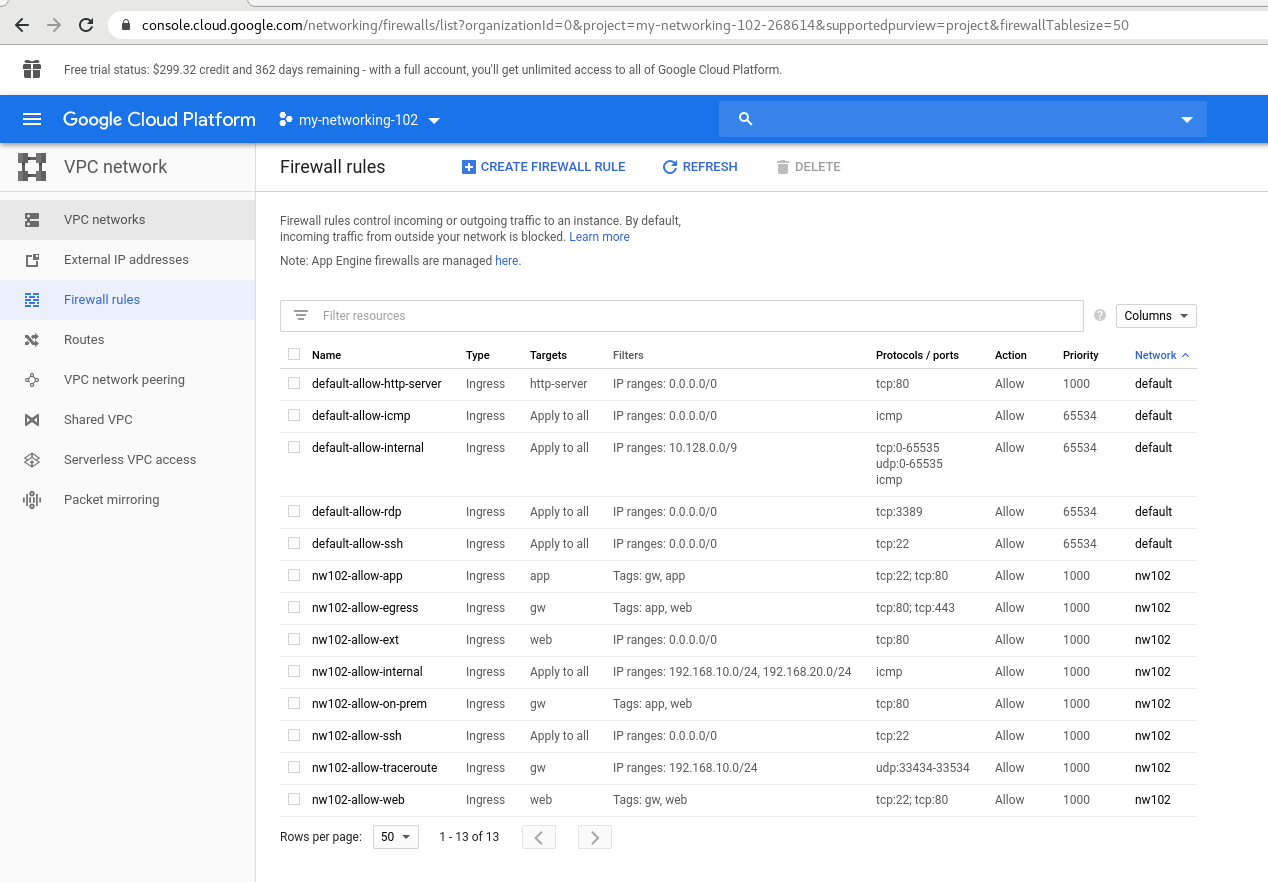 console.cloud.google.com/networking/firewalls/list?organizationId=0&project=my-networking-102-268614&supportedpurview=project&firewallTablesize=50
Free trial status: $299.32 credit and 362 days remaining - with a full account, you'll get unlimited access to all of Google Cloud Platform.
Google Cloud Platform my-networking-102
VPC network
VPC networks
External IP addresses
Firewall rules
Routes
VPC network peering
Shared VPC
Serverless VPC access
Packet mirroring
Firewall rules CREATE FIREWALL RULE REFRESH DELETE
Firewall rules control incoming or outgoing traffic to an instance. By default,
incoming traffic from outside your network is blocked. Learn more
Note: App Engine firewalls are managed here.
Filter resources ? Columns
Name Type Targets Filters Protocols / ports Action Priority Network
default-allow-http-server Ingress http-server IP ranges: 0.0.0.0/0 tcp:80 Allow 1000 default
default-allow-icmp Ingress Apply to all IP ranges: 0.0.0.0/0 icmp Allow 65534 default
default-allow-internal Ingress Apply to all IP ranges: 10.128.0.0/9 tcp:0-65535 Allow 65534 default
udp:0-65535
icmp
default-allow-rdp Ingress Apply to all IP ranges: 0.0.0.0/0 tcp:3389 Allow 65534 default
default-allow-ssh Ingress Apply to all IP ranges: 0.0.0.0/0 tcp:22 Allow 65534 default
nw102-allow-app Ingress app Tags: gw, app tcp:22; tcp:80 Allow 1000 nw102
nw102-allow-egress Ingress gw Tags: app, web tcp:80; tcp:443 Allow 1000 nw102
nw102-allow-ext Ingress web IP ranges: 0.0.0.0/0 tcp:80 Allow 1000 nw102
nw102-allow-internal Ingress Apply to all IP ranges: 192.168.10.0/24, 192.168.20.0/24 icmp Allow 1000 nw102
nw102-allow-on-prem Ingress gw Tags: app, web tcp:80 Allow 1000 nw102
nw102-allow-ssh Ingress Apply to all IP ranges: 0.0.0.0/0 tcp:22 Allow 1000 nw102
nw102-allow-traceroute Ingress gw IP ranges: 192.168.10.0/24 udp:33434-33534 Allow 1000 nw102
nw102-allow-web Ingress web Tags: gw, web tcp:22; tcp:80 Allow 1000 nw102
Rows per page: 50 1 - 13 of 13